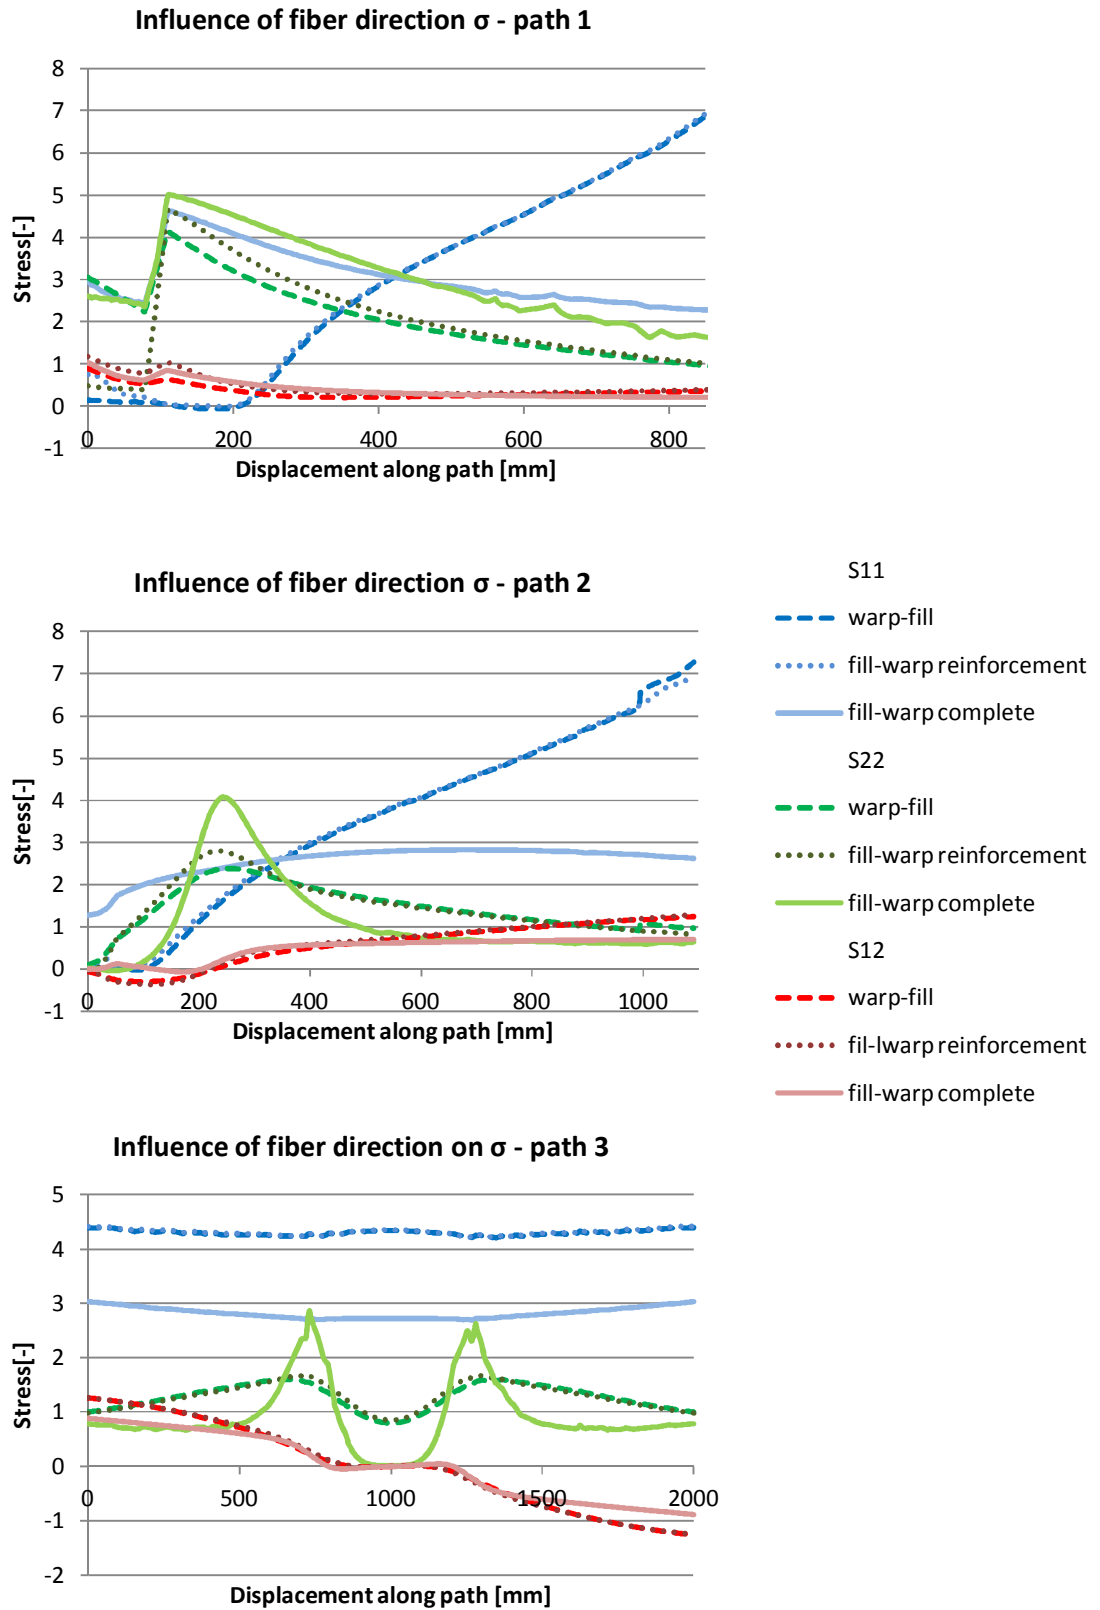 Influence of fiber direction σ - path 1
8
7
6
5
4
3
2
1
0
-1
Stress[-]
0 200 400 600 800
Displacement along path [mm]
Influence of fiber direction σ - path 2
8
7
6
5
4
3
2
1
0
-1
Stress[-]
0 200 400 600 800 1000
Displacement along path [mm]
S11
warp-fill
fill-warp reinforcement
fill-warp complete
S22
warp-fill
fill-warp reinforcement
fill-warp complete
S12
warp-fill
fil-lwarp reinforcement
fill-warp complete
Influence of fiber direction on σ - path 3
5
4
3
2
1
0
-1
-2
Stress[-]
0 500 1000 1500 2000
Displacement along path [mm]